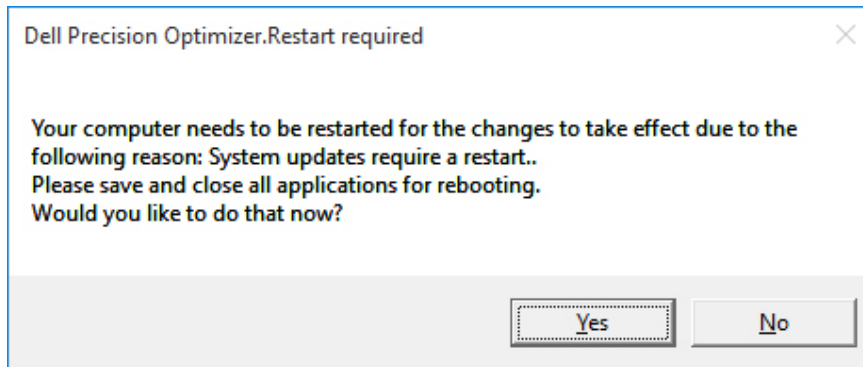 Dell Precision Optimizer.Restart required
Your computer needs to be restarted for the changes to take effect due to the
following reason: System updates require a restart..
Please save and close all applications for rebooting.
Would you like to do that now?
Yes
No